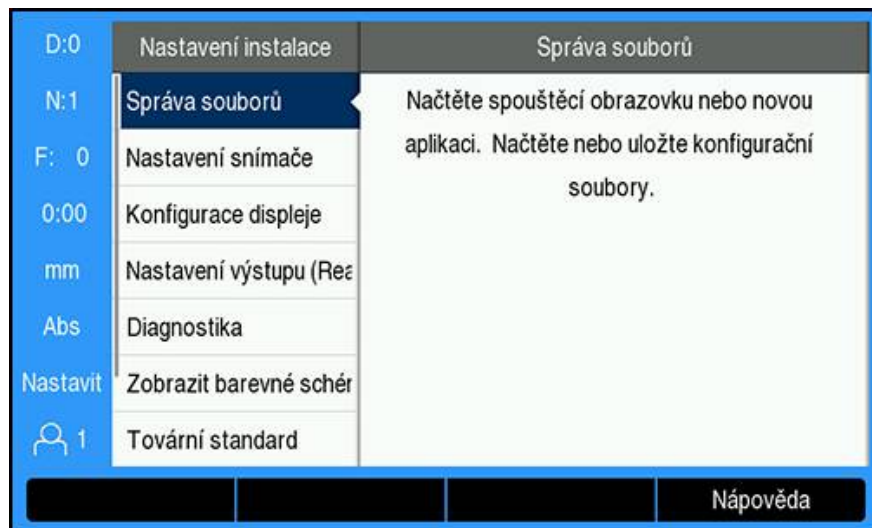 D:0
N:1
F: 0
0:00
mm
Abs
Nastavit
1
Nastavení instalace
Správa souborů
Nastavení snímače
Konfigurace displeje
Nastavení výstupu (Rea
Diagnostika
Zobrazit barevné schér
Tovární standard
Správa souborů
Načtěte spouštěcí obrazovku nebo novou
aplikaci. Načtěte nebo uložte konfigurační
soubory.
Nápověda